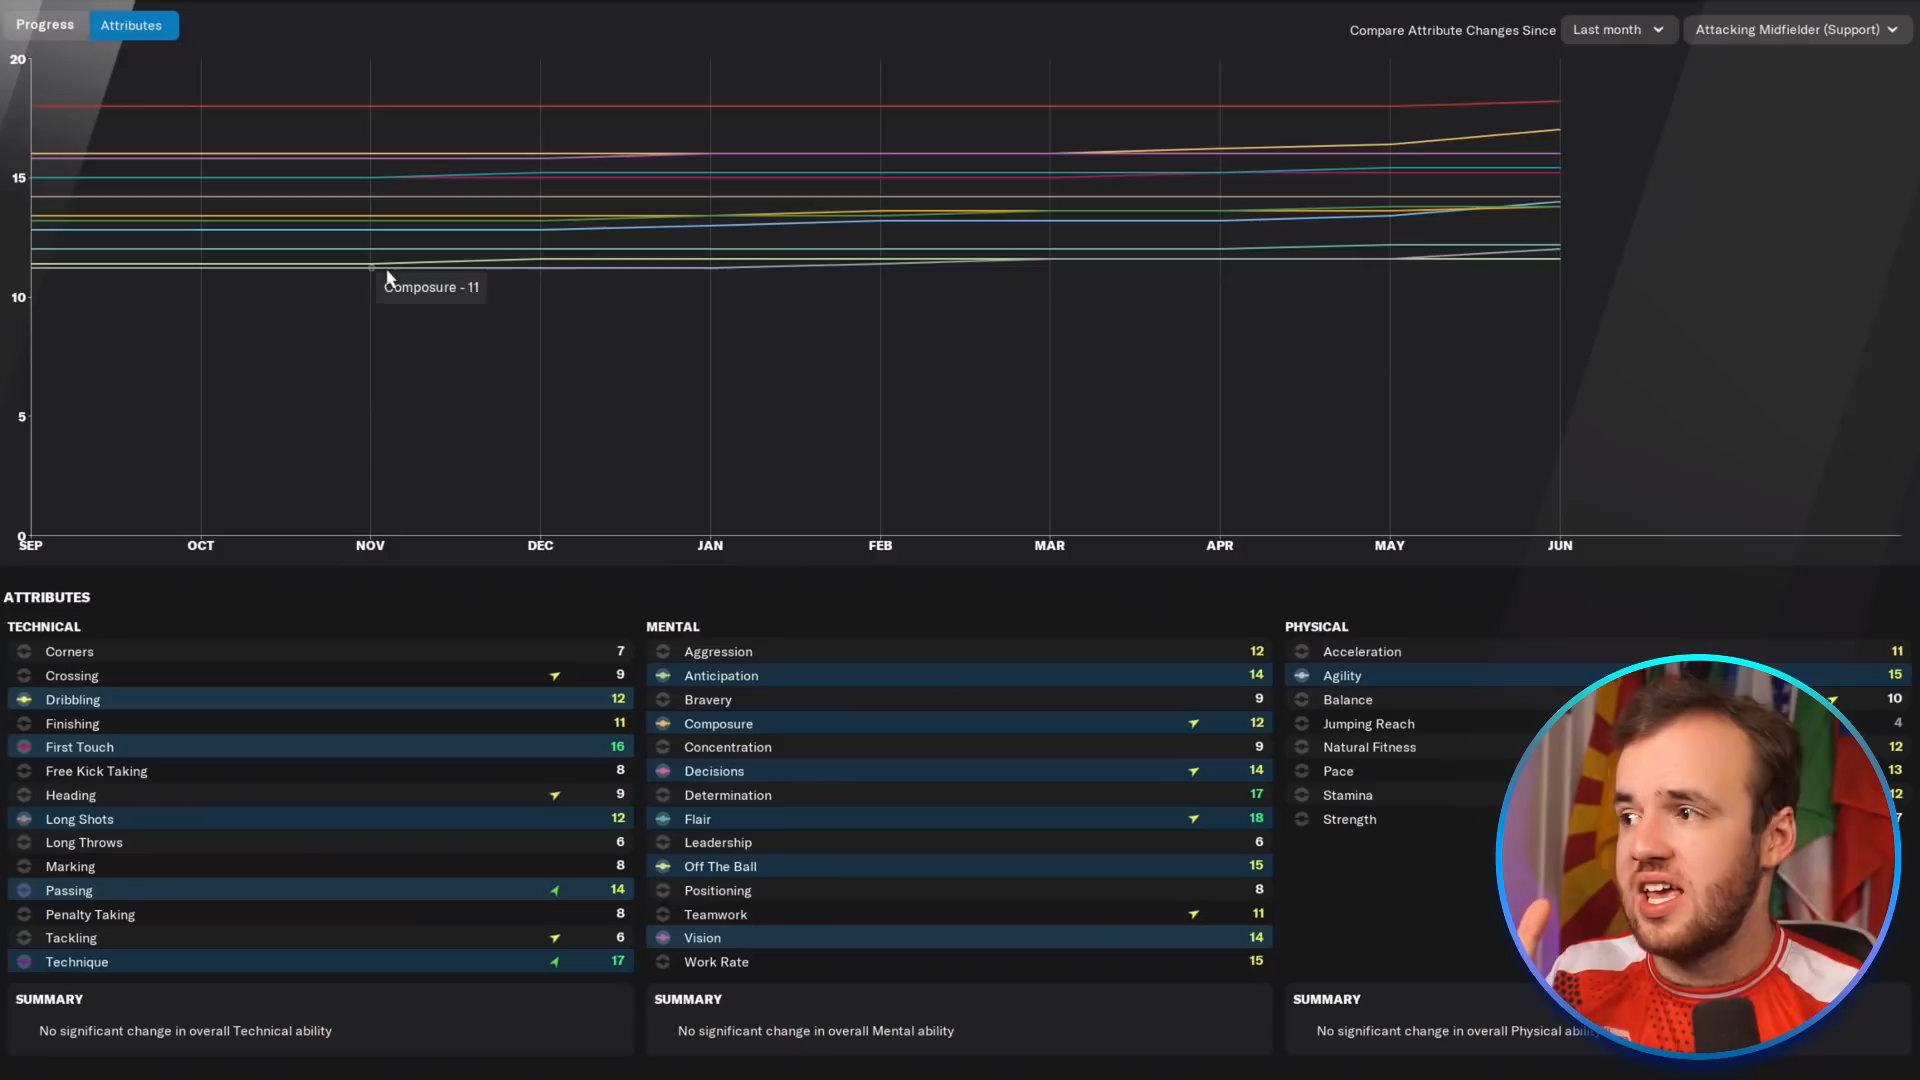 Progress
Attributes
Compare Attribute Changes Since
Last month
Attacking Midfielder (Support)
20
15
10
5
0
Composure - 11
SEP OCT NOV DEC JAN FEB MAR APR MAY JUN
ATTRIBUTES
TECHNICAL
Corners 7
Crossing 9
Dribbling 12
Finishing 11
First Touch 16
Free Kick Taking 8
Heading 9
Long Shots 12
Long Throws 6
Marking 8
Passing 14
Penalty Taking 8
Tackling 6
Technique 17
SUMMARY
No significant change in overall Technical ability
MENTAL
Aggression 12
Anticipation 14
Bravery 9
Composure 12
Concentration 9
Decisions 14
Determination 17
Flair 18
Leadership 6
Off The Ball 15
Positioning 8
Teamwork 11
Vision 14
Work Rate 15
SUMMARY
No significant change in overall Mental ability
PHYSICAL
Acceleration 11
Agility 15
Balance 10
Jumping Reach 4
Natural Fitness 12
Pace 13
Stamina 12
Strength 7
SUMMARY
No significant change in overall Physical ability